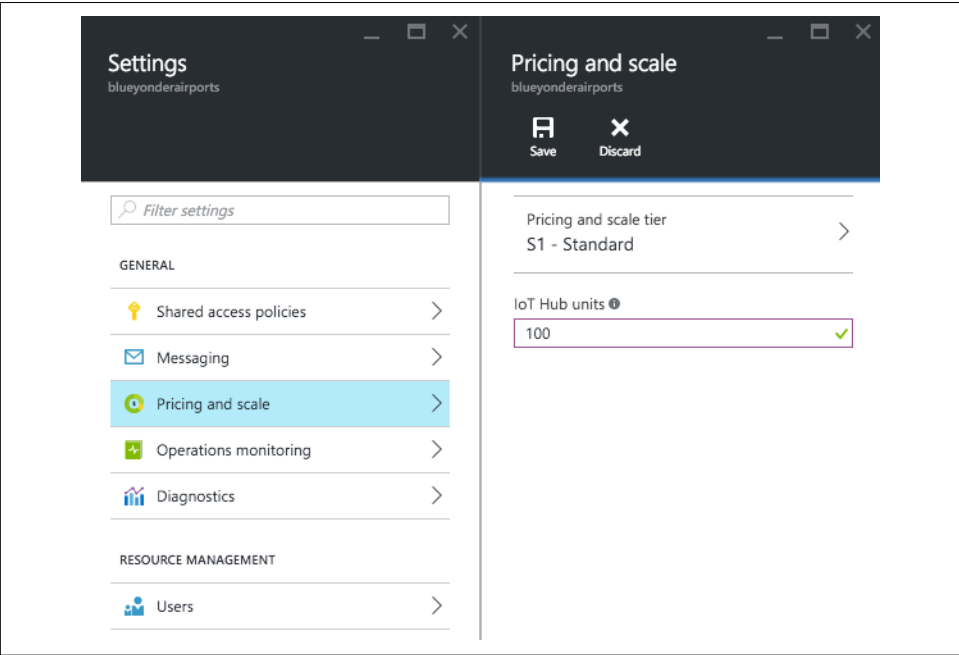 Settings
blueyonderairports
Filter settings
GENERAL
Shared access policies
Messaging
Pricing and scale
Operations monitoring
Diagnostics
RESOURCE MANAGEMENT
Users
Pricing and scale
blueyonderairports
Save Discard
Pricing and scale tier
S1 - Standard
IoT Hub units
100